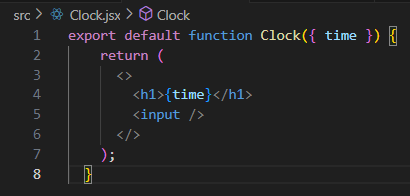 src > Clock.jsx > Clock
1 export default function Clock({ time }) {
2     return (
3       <>
4         <h1>{time}</h1>
5         <input />
6       </>
7     );
8   }